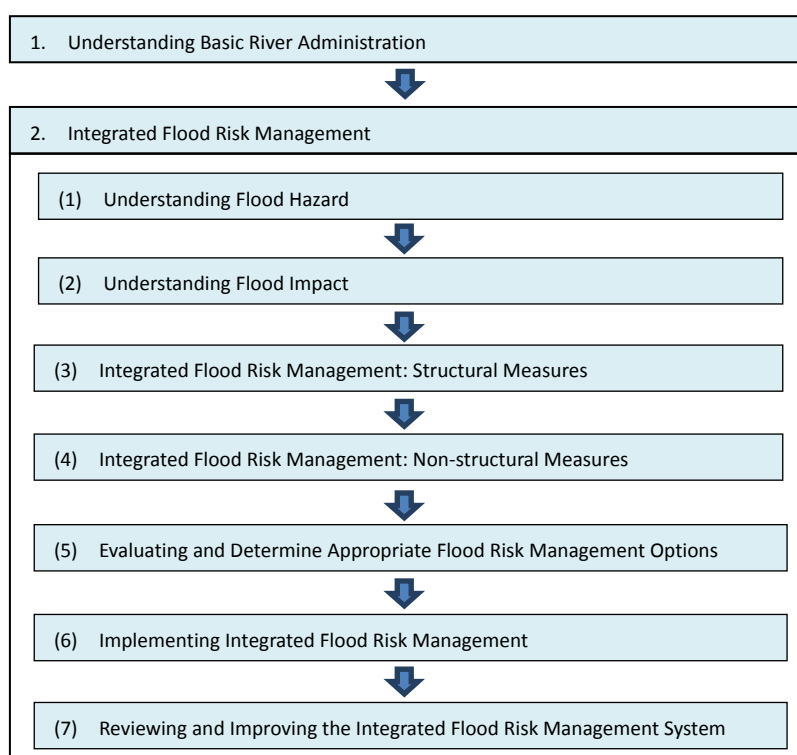 1. Understanding Basic River Administration
2. Integrated Flood Risk Management
(1) Understanding Flood Hazard
(2) Understanding Flood Impact
(3) Integrated Flood Risk Management: Structural Measures
(4) Integrated Flood Risk Management: Non-structural Measures
(5) Evaluating and Determine Appropriate Flood Risk Management Options
(6) Implementing Integrated Flood Risk Management
(7) Reviewing and Improving the Integrated Flood Risk Management System